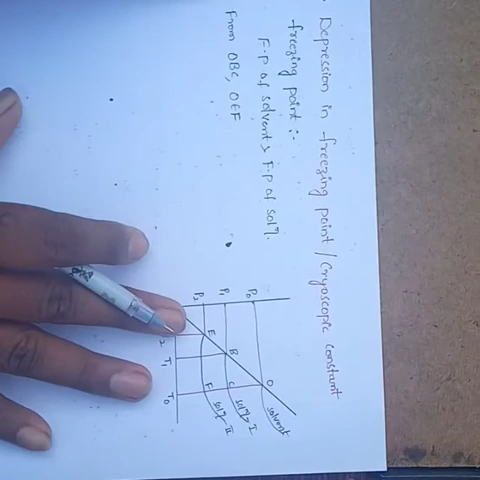 Depression in freezing point / Cryoscopic constant
freezing point :-
F.p of solvent > F.p of solⁿ.
From OBC, OEF
P₀
P₁
P₂
O
solvent
B
C
solⁿ I
E
F
solⁿ II
2
T₁
T₀